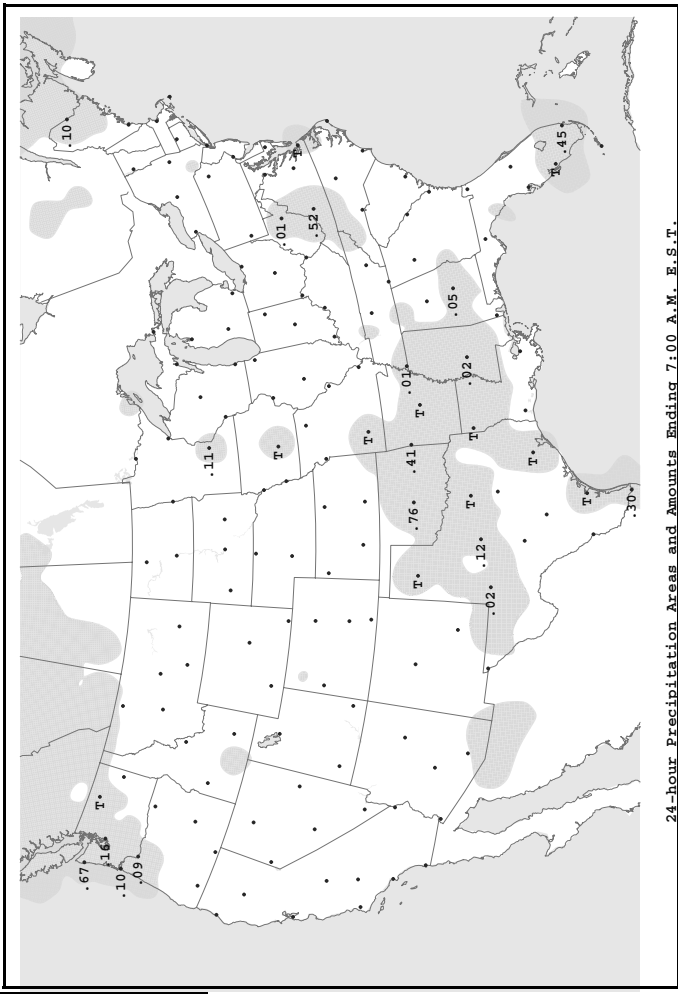 .10
.67
T
.16
.10
.09
T
.01
.52
.11
T
T
.01
T
.05
.02
.41
.76
T
T
T
T
.12
.02
T
.30
T
.45
24-hour Precipitation Areas and Amounts Ending 7:00 A.M. E.S.T.